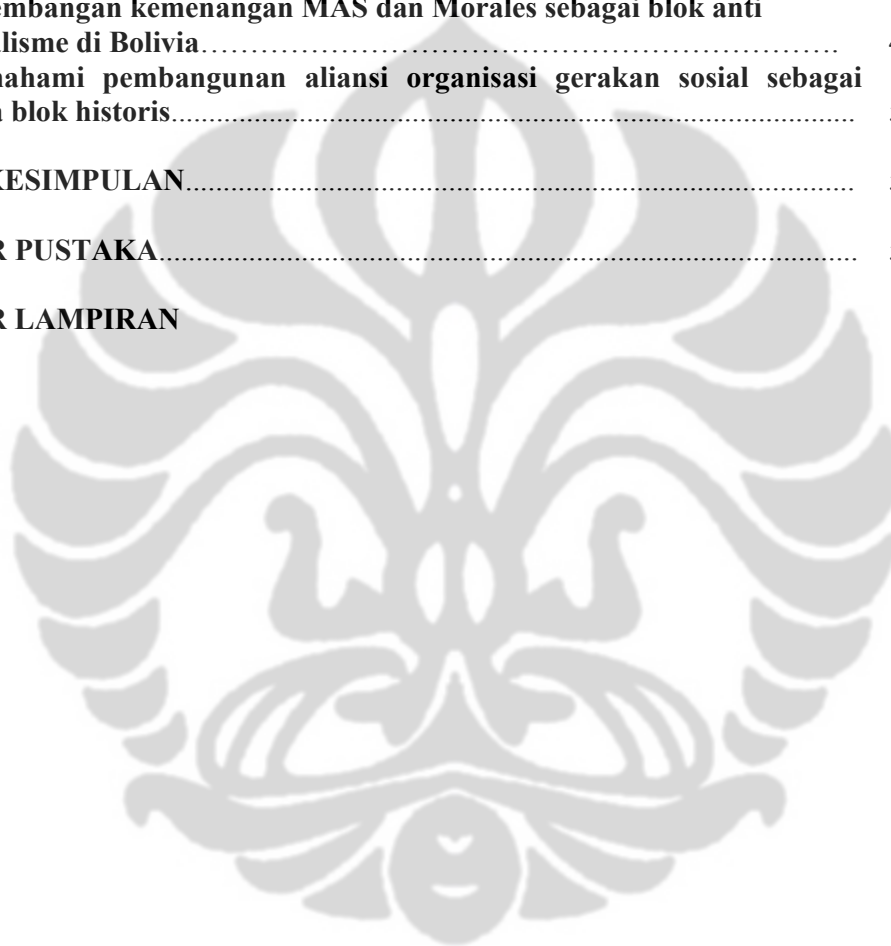 embangan kemenangan MAS dan Morales sebagai blok anti
alisme di Bolivia……………………………………………………….
nahami pembangunan aliansi organisasi gerakan sosial sebagai
blok historis...........................................................................................
KESIMPULAN.........................................................................................
R PUSTAKA.............................................................................................
R LAMPIRAN